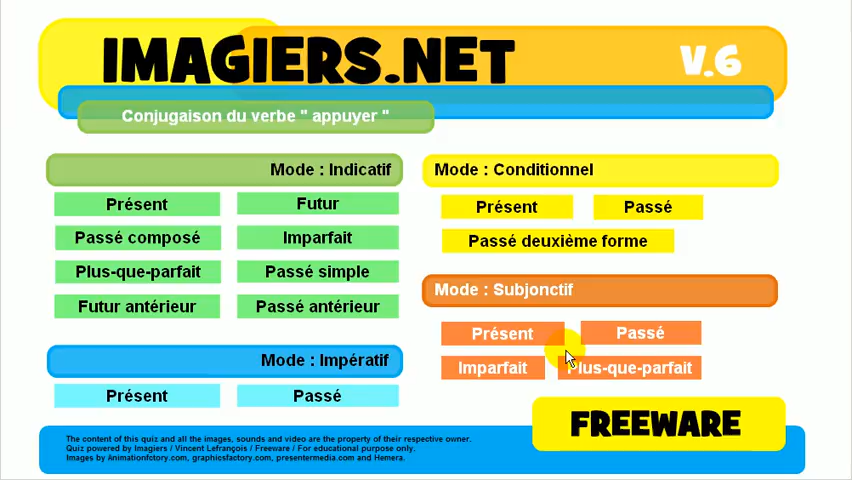 IMAGIERS.NET
V.6
Conjugaison du verbe " appuyer "
Mode : Indicatif
Présent
Futur
Passé composé
Imparfait
Plus-que-parfait
Passé simple
Futur antérieur
Passé antérieur
Mode : Impératif
Présent
Passé
Mode : Conditionnel
Présent
Passé
Passé deuxième forme
Mode : Subjonctif
Présent
Passé
Imparfait
Plus-que-parfait
FREEWARE
The content of this quiz and all the images, sounds and video are the property of their respective owner.
Quiz powered by Imagiers / Vincent Lefrançois / Freeware / For educational purpose only.
Images by Animationfctory.com, graphicsfactory.com, presentermedia.com and Hemera.